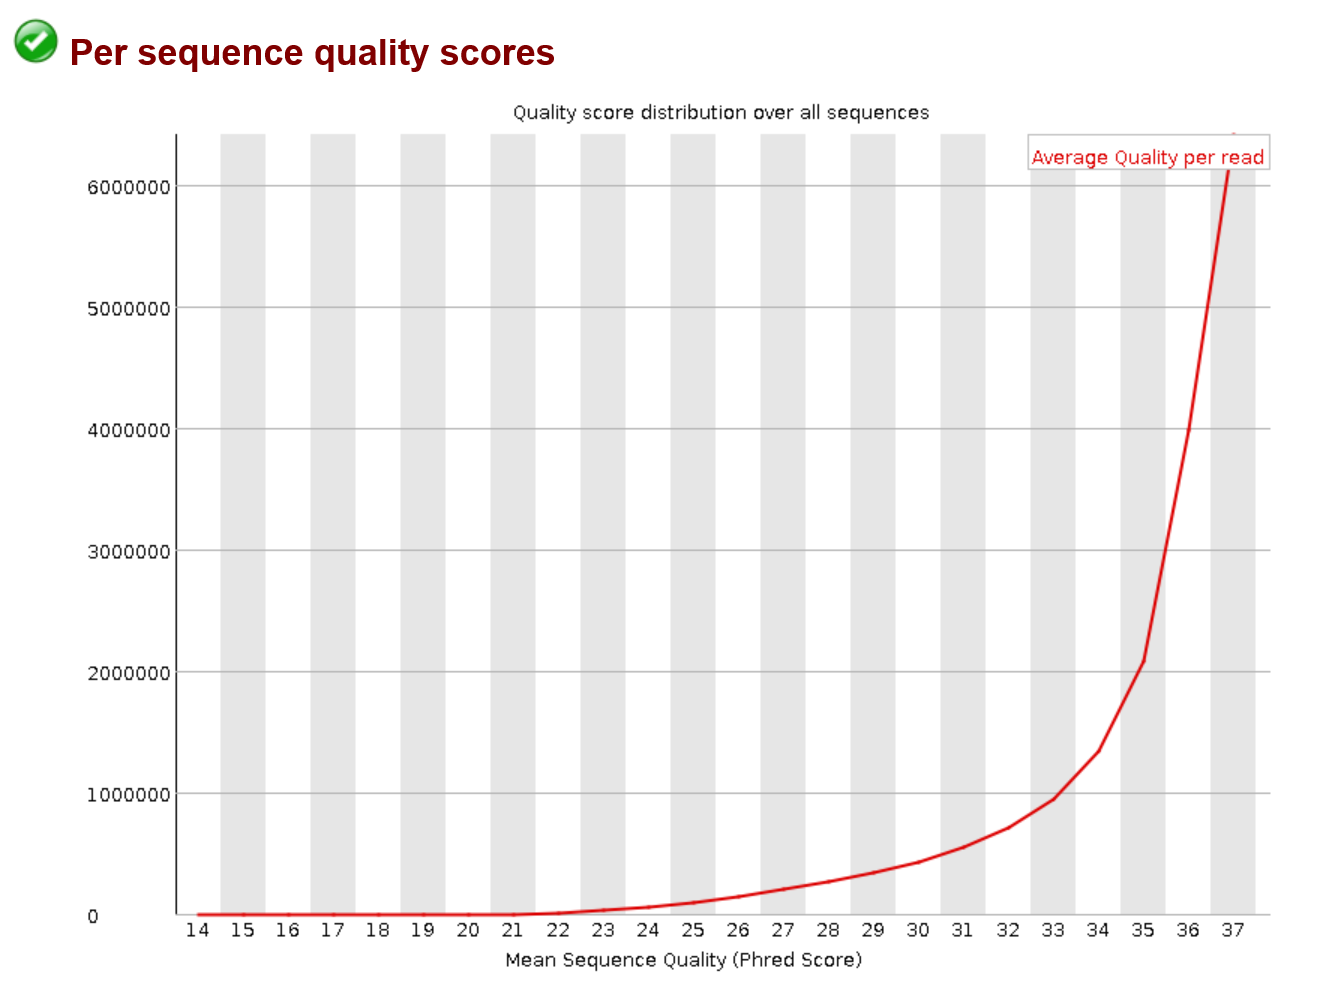 Per sequence quality scores
Quality score distribution over all sequences
Average Quality per read
6000000
5000000
4000000
3000000
2000000
1000000
0
14 15 16 17 18 19 20 21 22 23 24 25 26 27 28 29 30 31 32 33 34 35 36 37
Mean Sequence Quality (Phred Score)